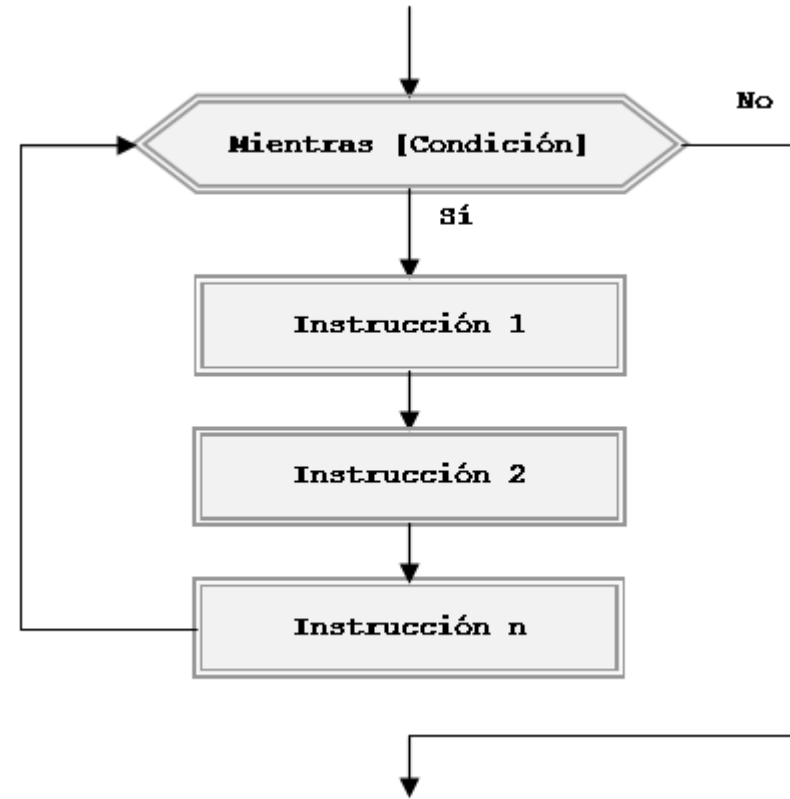 No
Mientras [Condición]
Sí
Instrucción 1
Instrucción 2
Instrucción n